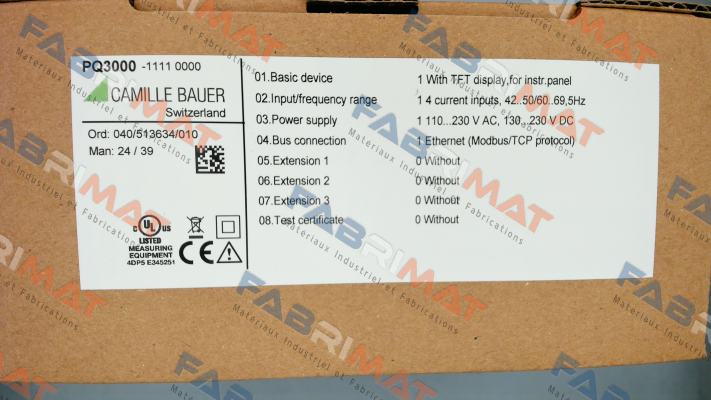 PQ3000 -1111 0000
CAMILLE BAUER
Switzerland
Ord: 040/513634/010
Man: 24 / 39
c UL us
LISTED
MEASURING
EQUIPMENT
4DP5 E345251
CE
01.Basic device 1 With TFT display,for instr.panel
02.Input/frequency range 1 4 current inputs, 42..50/60..69,5Hz
03.Power supply 1 110...230 V AC, 130...230 V DC
04.Bus connection 1 Ethernet (Modbus/TCP protocol)
05.Extension 1 0 Without
06.Extension 2 0 Without
07.Extension 3 0 Without
08.Test certificate 0 Without
FABRIMAT
Materiaux Industriel et Fabrications